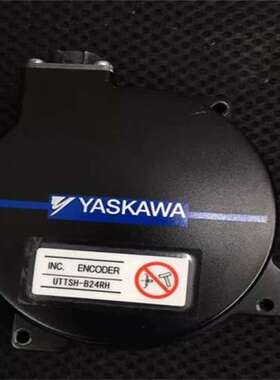 YASKAWA
INC. ENCODER
UTTSH-B24RH